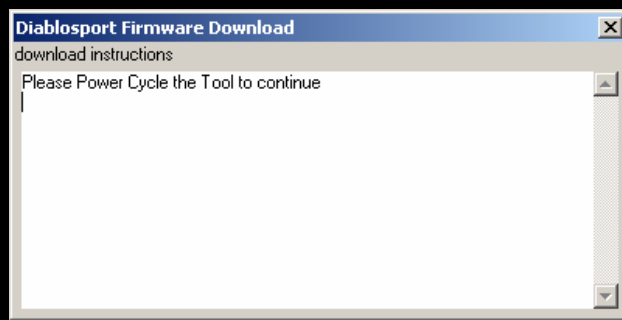 Diablosport Firmware Download
download instructions
Please Power Cycle the Tool to continue